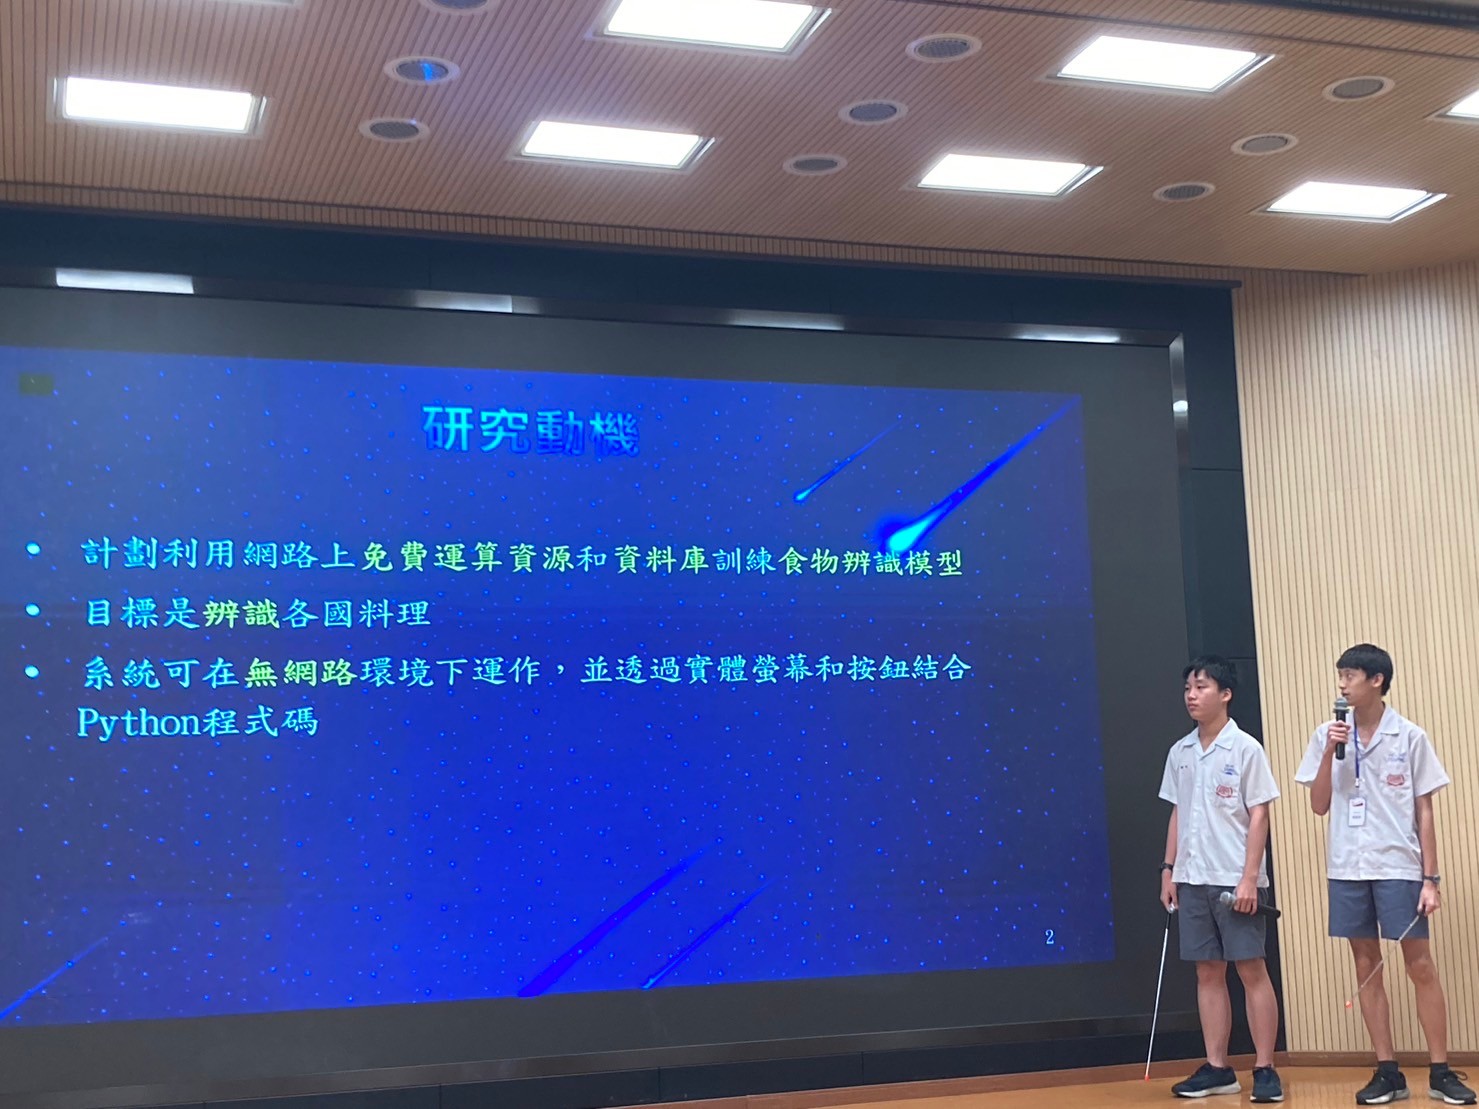 研究動機
• 計劃利用網路上免費運算資源和資料庫訓練食物辨識模型
• 目標是辨識各國料理
• 系統可在無網路環境下運作，並透過實體螢幕和按鈕結合
Python程式碼
2